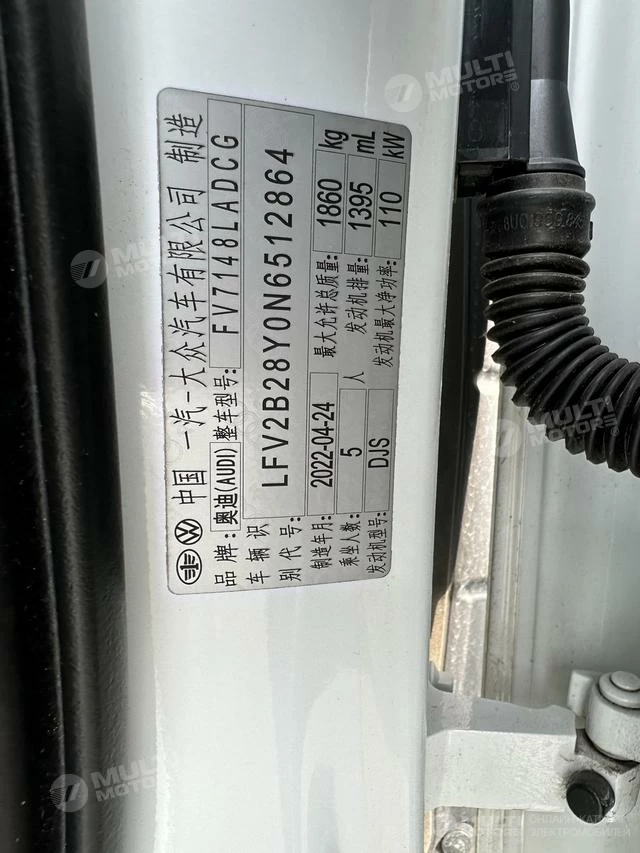 中国 一汽-大众汽车有限公司 制造
品牌: 奥迪(AUDI) 整车型号: FV7148LADCG
车辆识别代号: LFV2B28Y0N6512864
制造年月: 2022-04-24 最大允许总质量: 1860 kg
乘坐人数: 5 人 发动机排量: 1395 mL
发动机型号: DJS 发动机最大净功率: 110 kW
MULTI MOTORS
MULTI MOTORS
MULTI MOTORS
ОНЛАЙН-КАТАЛОГ
ЭЛЕКТРОМОБИЛЕЙ